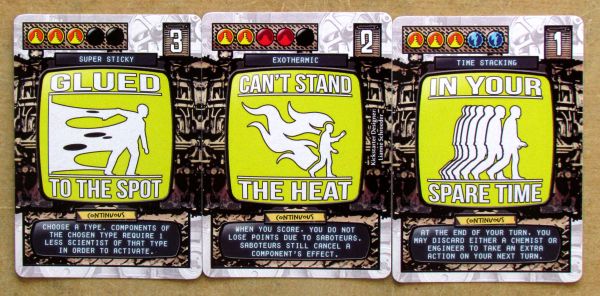 3
SUPER STICKY
GLUED
TO THE SPOT
CONTINUOUS
CHOOSE A TYPE. COMPONENTS
OF THE CHOSEN TYPE REQUIRE 1
LESS SCIENTIST OF THAT TYPE
IN ORDER TO ACTIVATE.
2
EXOTHERMIC
CAN'T STAND
THE HEAT
Kickstarter Designer
Lianne Schroeder
CONTINUOUS
WHEN YOU SCORE, YOU DO NOT
LOSE POINTS DUE TO SABOTEURS.
SABOTEURS STILL CANCEL A
COMPONENT'S EFFECT.
1
TIME STACKING
IN YOUR
SPARE TIME
CONTINUOUS
AT THE END OF YOUR TURN, YOU
MAY DISCARD EITHER A CHEMIST OR
ENGINEER TO TAKE AN EXTRA
ACTION ON YOUR NEXT TURN.